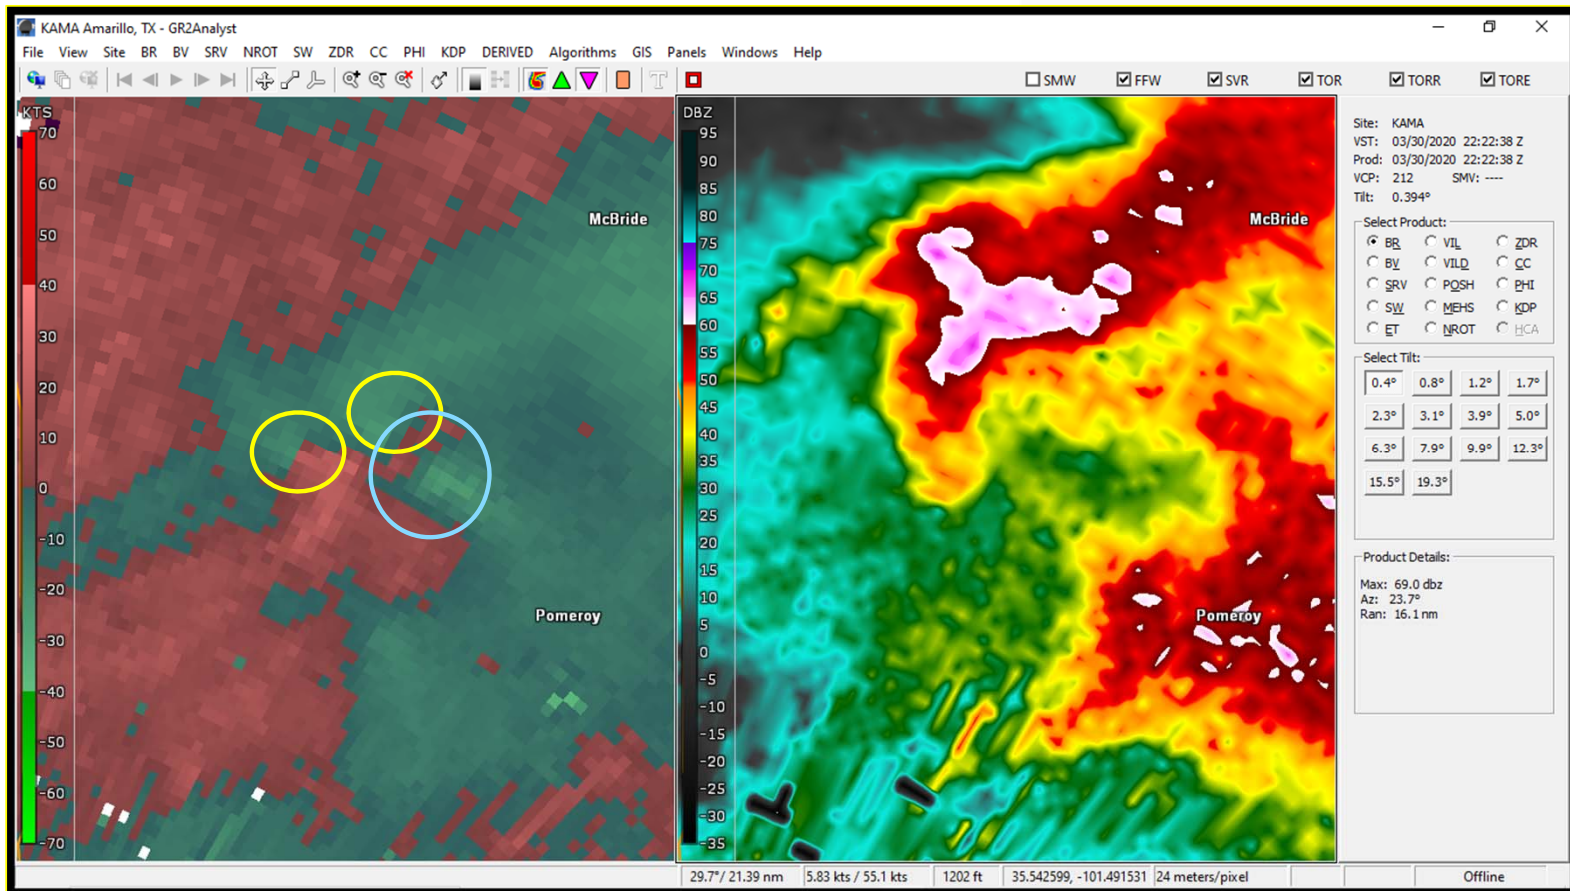 KAMA Amarillo, TX - GR2Analyst
File View Site BR BV SRV NROT SW ZDR CC PHI KDP DERIVED Algorithms GIS Panels Windows Help
SMW FFW SVR TOR TORR TORE
KTS
70
60
50
40
30
20
10
0
-10
-20
-30
-40
-50
-60
-70
McBride
Pomeroy
DBZ
95
90
85
80
75
70
65
60
55
50
45
40
35
30
25
20
15
10
5
0
-5
-10
-15
-20
-25
-30
-35
McBride
Pomeroy
Site: KAMA
VST: 03/30/2020 22:22:38 Z
Prod: 03/30/2020 22:22:38 Z
VCP: 212 SMV: ----
Tilt: 0.394°
Select Product:
BR VIL ZDR
BV VILD CC
SRV POSH PHI
SW MEHS KDP
ET NROT HCA
Select Tilt:
0.4° 0.8° 1.2° 1.7°
2.3° 3.1° 3.9° 5.0°
6.3° 7.9° 9.9° 12.3°
15.5° 19.3°
Product Details:
Max: 69.0 dbz
Az: 23.7°
Ran: 16.1 nm
29.7°/ 21.39 nm 5.83 kts / 55.1 kts 1202 ft 35.542599, -101.491531 24 meters/pixel Offline